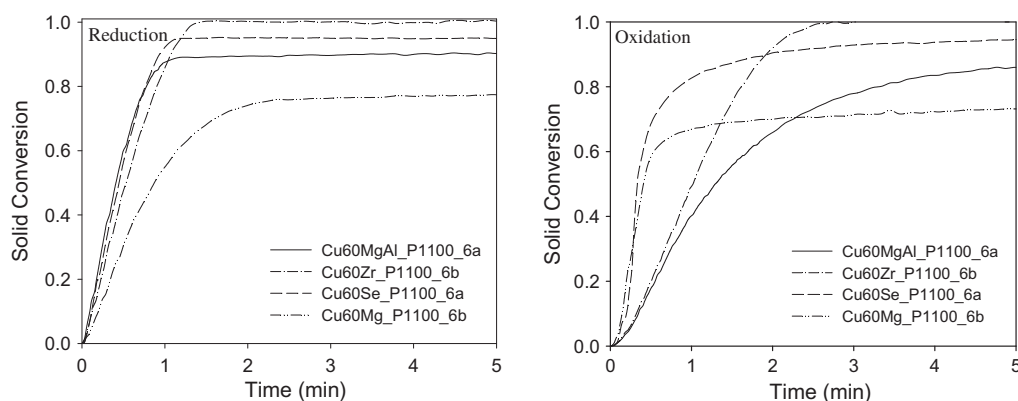 Reduction
Solid Conversion
1.0
0.8
0.6
0.4
0.2
0.0
Cu60MgAl_P1100_6a
Cu60Zr_P1100_6b
Cu60Se_P1100_6a
Cu60Mg_P1100_6b
0 1 2 3 4 5
Time (min)
Oxidation
Solid Conversion
1.0
0.8
0.6
0.4
0.2
0.0
Cu60MgAl_P1100_6a
Cu60Zr_P1100_6b
Cu60Se_P1100_6a
Cu60Mg_P1100_6b
0 1 2 3 4 5
Time (min)